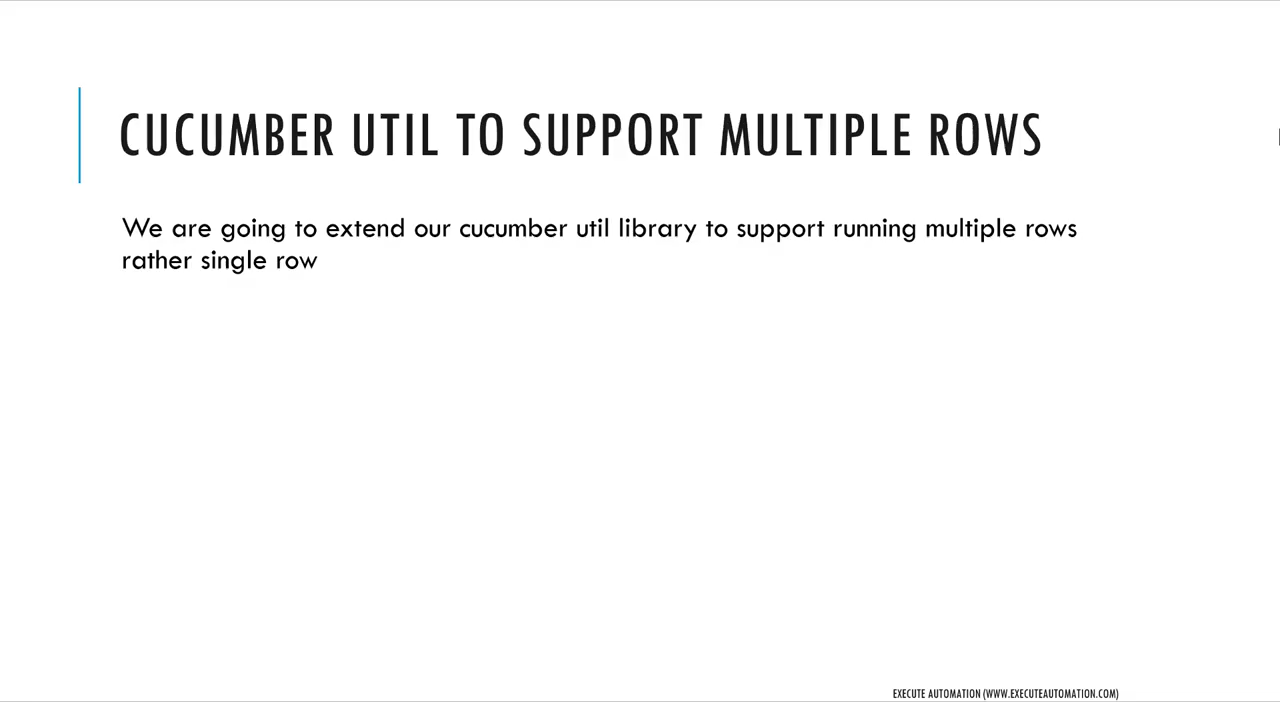 CUCUMBER UTIL TO SUPPORT MULTIPLE ROWS
We are going to extend our cucumber util library to support running multiple rows
rather single row
EXECUTE AUTOMATION (WWW.EXECUTEAUTOMATION.COM)